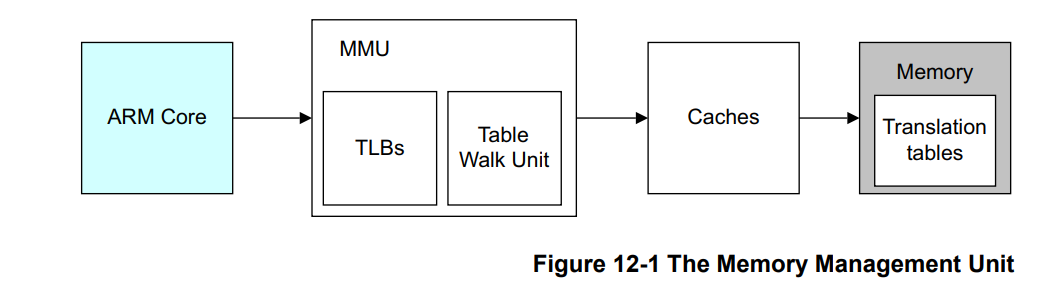 MMU
ARM Core
TLBs
Table
Walk Unit
Caches
Memory
Translation
tables
Figure 12-1 The Memory Management Unit